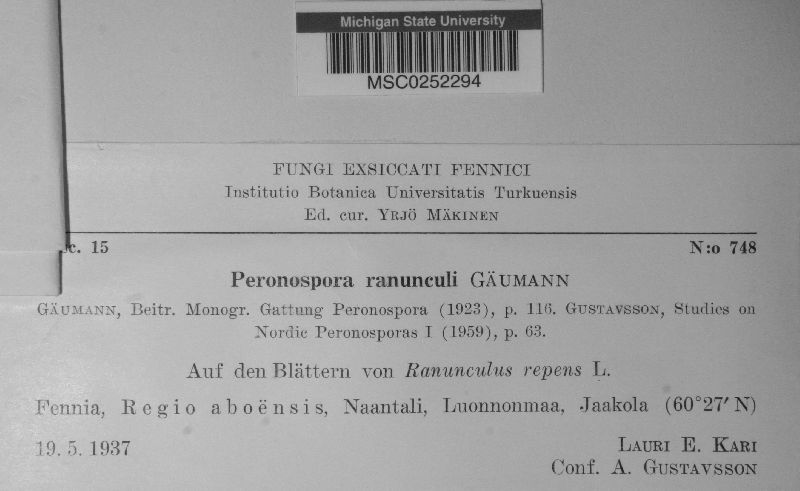 Michigan State University
MSC0252294
FUNGI EXSICCATI FENNICI
Institutio Botanica Universitatis Turkuensis
Ed. cur. YRJÖ MÄKINEN
15 N:o 748
Peronospora ranunculi GÄUMANN
GÄUMANN, Beitr. Monogr. Gattung Peronospora (1923), p. 116. GUSTAVSSON, Studies on
Nordic Peronosporas I (1959), p. 63.
Auf den Blättern von Ranunculus repens L.
Fennia, Regio aboënsis, Naantali, Luonnonmaa, Jaakola (60°27′ N)
19. 5. 1937 LAURI E. KARI
Conf. A. GUSTAVSSON